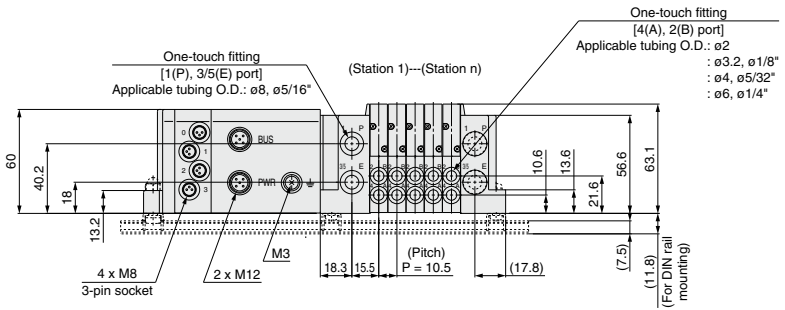 One-touch fitting
[4(A), 2(B) port]
Applicable tubing O.D.: ø2
: ø3.2, ø1/8"
: ø4, ø5/32"
: ø6, ø1/4"
One-touch fitting
[1(P), 3/5(E) port]
Applicable tubing O.D.: ø8, ø5/16"
(Station 1)---(Station n)
60
40.2
18
13.2
0
1
2
3
BUS
PWR
1 P
35 E
1 P
35 E
10.6
13.6
21.6
56.6
63.1
(7.5)
(11.8)
(For DIN rail
mounting)
4 x M8
3-pin socket
2 x M12
M3
18.3
15.5
(Pitch)
P = 10.5
(17.8)